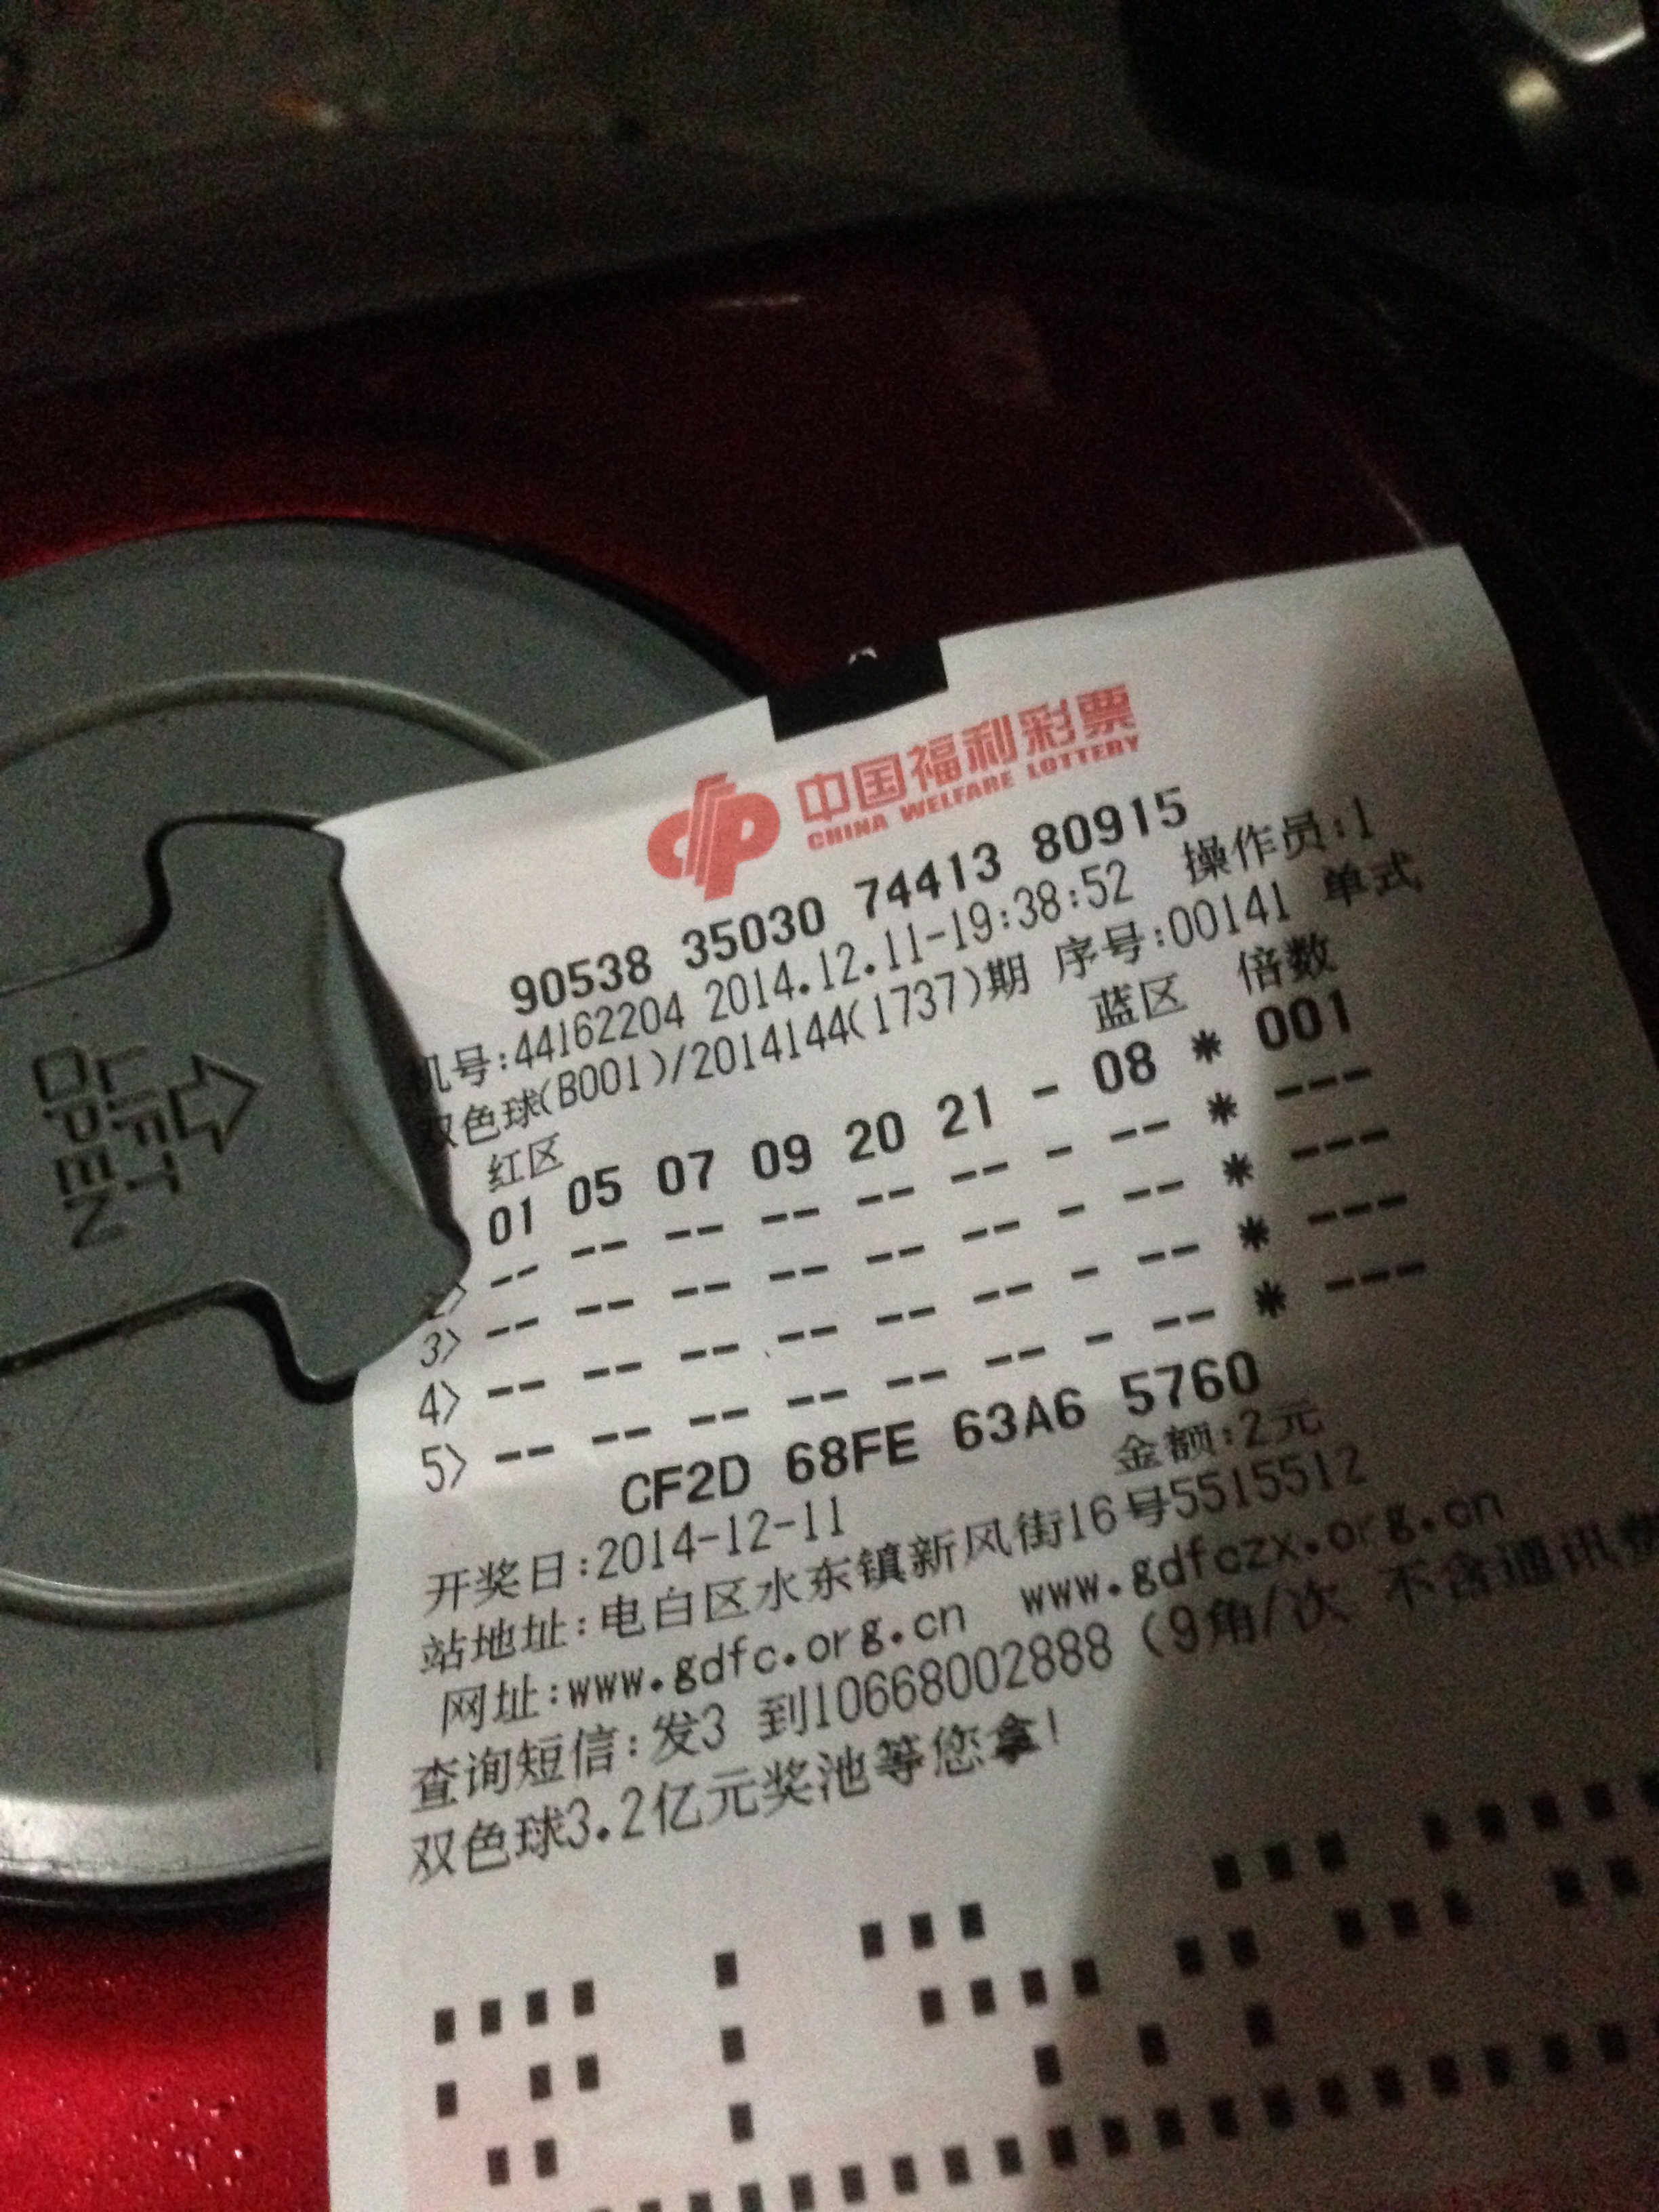 LIFT
OPEN
中国福利彩票
CHINA WELFARE LOTTERY
90538 35030 74413 80915
机号:44162204 2014.12.11-19:38:52 操作员:1
双色球(B001)/2014144(1737)期 序号:00141 单式
红区 蓝区 倍数
01 05 07 09 20 21 - 08 * 001
2> -- -- -- -- -- -- - -- * ---
3> -- -- -- -- -- -- - -- * ---
4> -- -- -- -- -- -- - -- * ---
5> -- -- -- -- -- -- - -- * ---
CF2D 68FE 63A6 5760
开奖日:2014-12-11 金额:2元
站地址:电白区水东镇新风街16号5515512
网址:www.gdfc.org.cn www.gdfczx.org.cn
查询短信:发3 到10668002888 (9角/次 不含通讯费
双色球3.2亿元奖池等您拿!